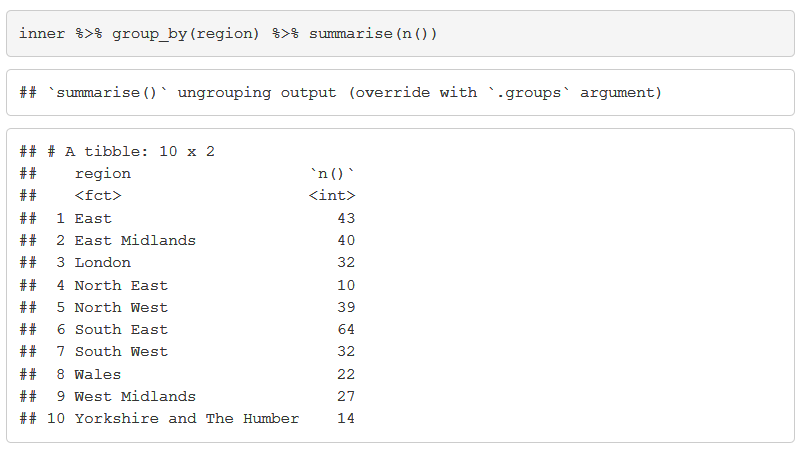 inner %>% group_by(region) %>% summarise(n())
## `summarise()` ungrouping output (override with `.groups` argument)
## # A tibble: 10 x 2
##    region                   `n()`
##    <fct>                    <int>
##  1 East                        43
##  2 East Midlands               40
##  3 London                      32
##  4 North East                  10
##  5 North West                  39
##  6 South East                  64
##  7 South West                  32
##  8 Wales                       22
##  9 West Midlands               27
## 10 Yorkshire and The Humber    14